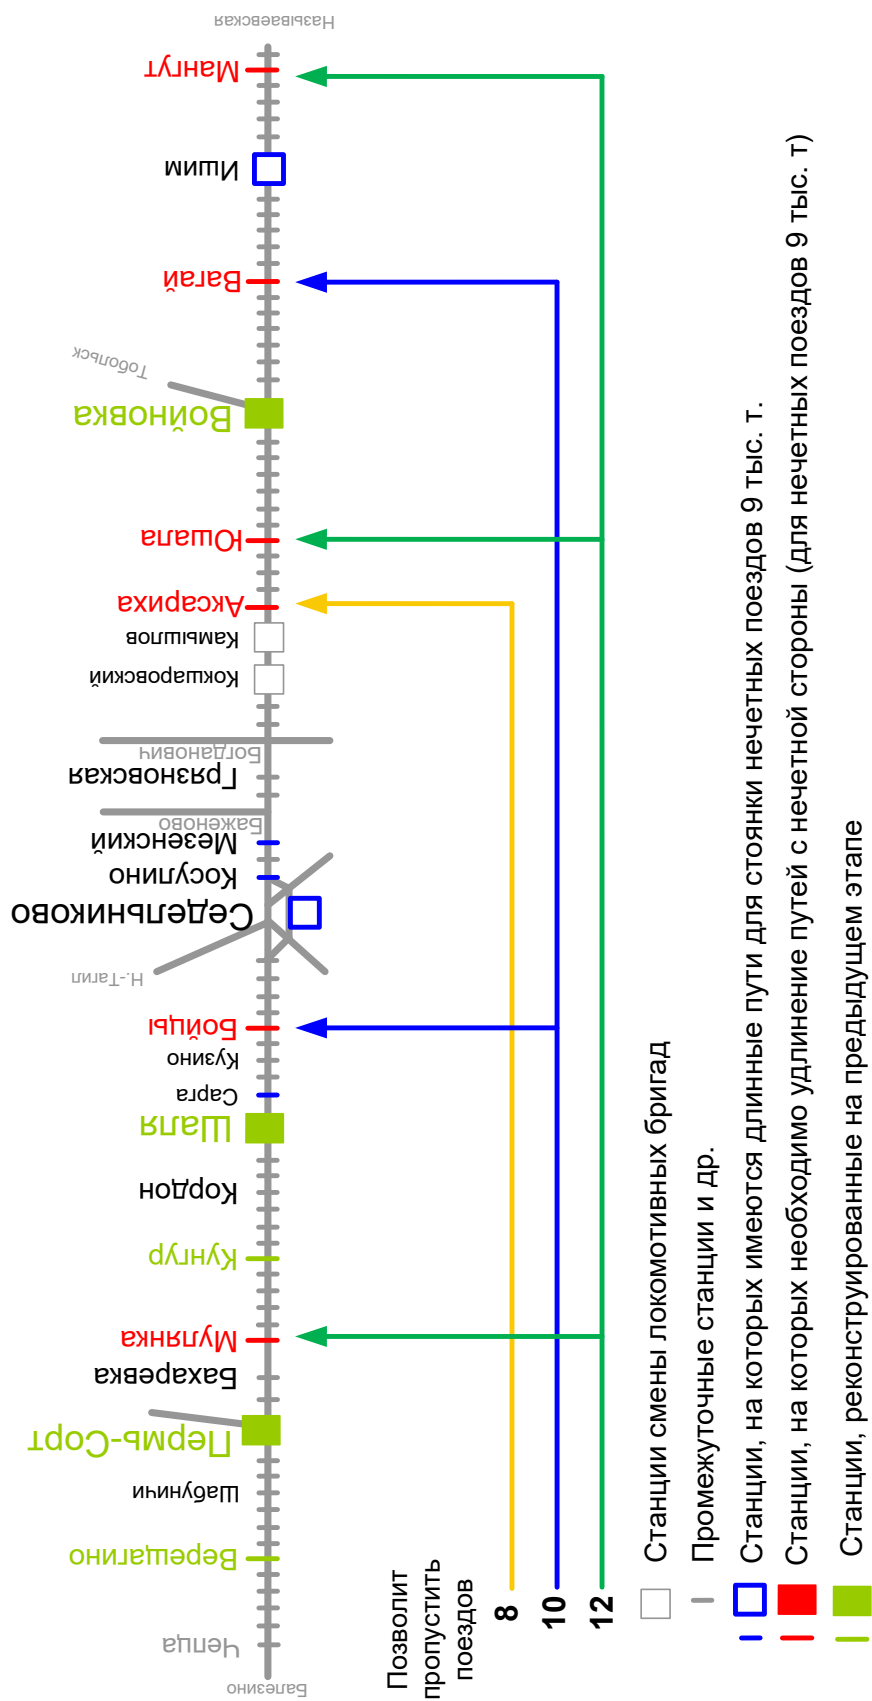 Называевская
Мангут
Ишим
Вагай
Тобольск
Войновка
Юшала
Аксариха
Камышлов
Кокшаровский
Богданович
Грязновская
Баженово
Мезенский
Косулино
Седельниково
Н.-Тагил
Бойцы
Кузино
Сарга
Шаля
Кордон
Кунгур
Мулянка
Бахаревка
Пермь-Сорт
Шабуничи
Верещагино
Чепца
Балезино
Позволит
пропустить
поездов
8
10
12
Станции смены локомотивных бригад
Промежуточные станции и др.
Станции, на которых имеются длинные пути для стоянки нечетных поездов 9 тыс. т.
Станции, на которых необходимо удлинение путей с нечетной стороны (для нечетных поездов 9 тыс. т)
Станции, реконструированные на предыдущем этапе